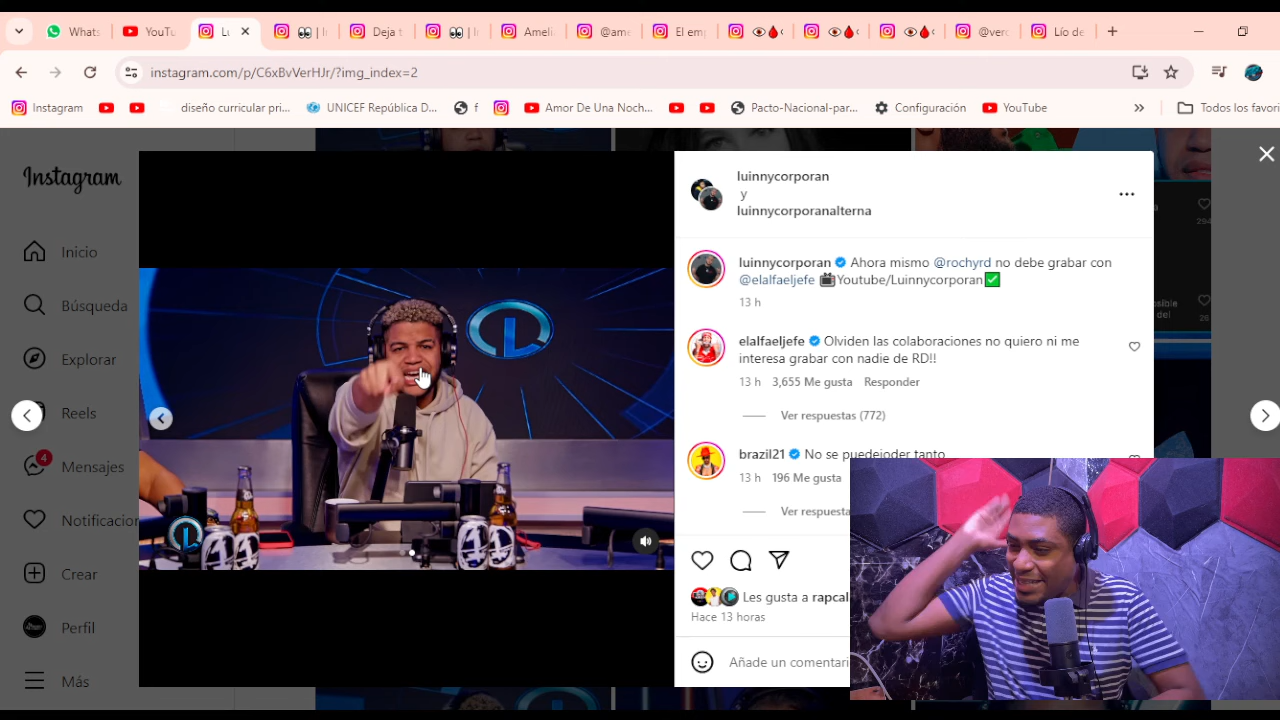 Whats
YouTu
Lu
👀 | I
Deja t
👀 | I
Ameli
@ame
El emp
👁🩸
👁🩸
👁🩸
@verc
Lío de
instagram.com/p/C6xBvVerHJr/?img_index=2
Instagram
diseño curricular pri...
UNICEF República D...
f
Amor De Una Noch...
Pacto-Nacional-par...
Configuración
YouTube
»
Todos los favori
Instagram
Inicio
Búsqueda
Explorar
Reels
4
Mensajes
Notificacion
Crear
Perfil
Más
luinnycorporan
y
luinnycorporanalterna
luinnycorporan Ahora mismo @rochyrd no debe grabar con
@elalfaeljefe 📺Youtube/Luinnycorporan✅
13 h
elalfaeljefe Olviden las colaboraciones no quiero ni me
interesa grabar con nadie de RD!!
13 h 3,655 Me gusta Responder
Ver respuestas (772)
brazil21 No se puedejoder tanto
13 h 196 Me gusta
Ver respuesta
Les gusta a rapcal
Hace 13 horas
Añade un comentari